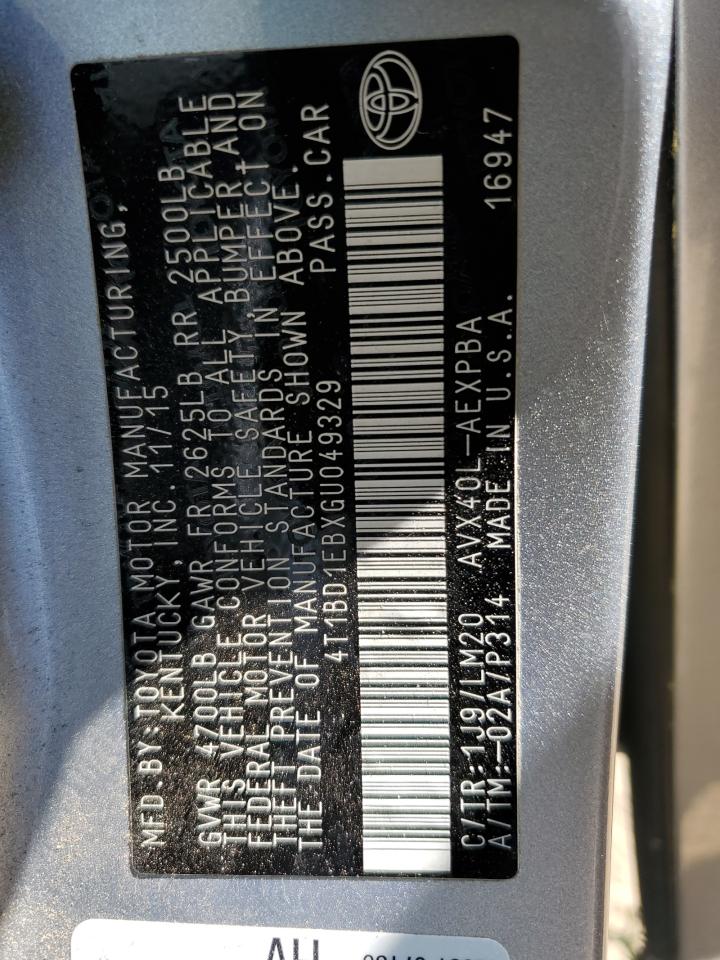 MFD.BY:TOYOTA MOTOR MANUFACTURING,
KENTUCKY, INC. 11/15
GVWR 4700LB GAWR FR 2625LB RR 2500LB
THIS VEHICLE CONFORMS TO ALL APPLICABLE
FEDERAL MOTOR VEHICLE SAFETY, BUMPER AND
THEFT PREVENTION STANDARDS IN EFFECT ON
THE DATE OF MANUFACTURE SHOWN ABOVE.
4T1BD1EBXGU049329 PASS.CAR
C/TR:1J9/LM20 AVX40L-AEXPBA 16947
A/TM:-02A/P314 MADE IN U.S.A.